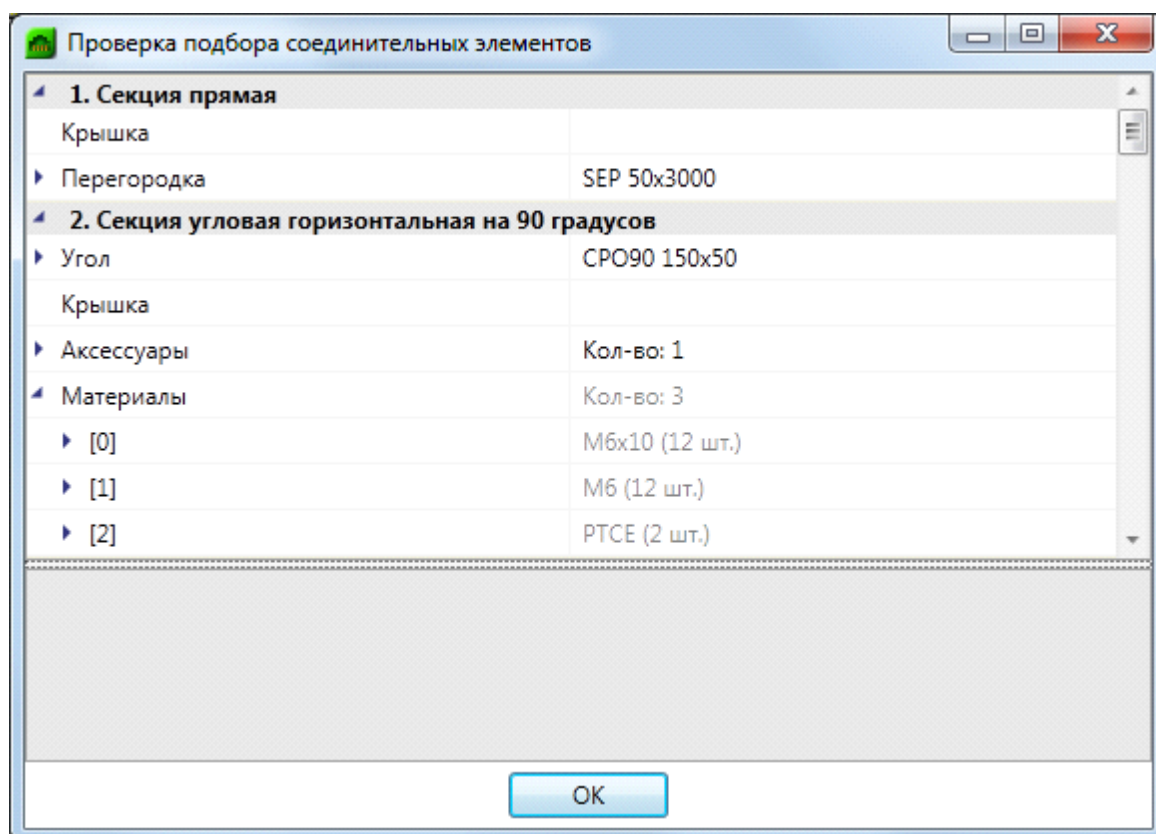 Проверка подбора соединительных элементов
1. Секция прямая
Крышка
Перегородка SEP 50x3000
2. Секция угловая горизонтальная на 90 градусов
Угол CPO90 150x50
Крышка
Аксессуары Кол-во: 1
Материалы Кол-во: 3
[0] M6x10 (12 шт.)
[1] M6 (12 шт.)
[2] PTCE (2 шт.)
OK